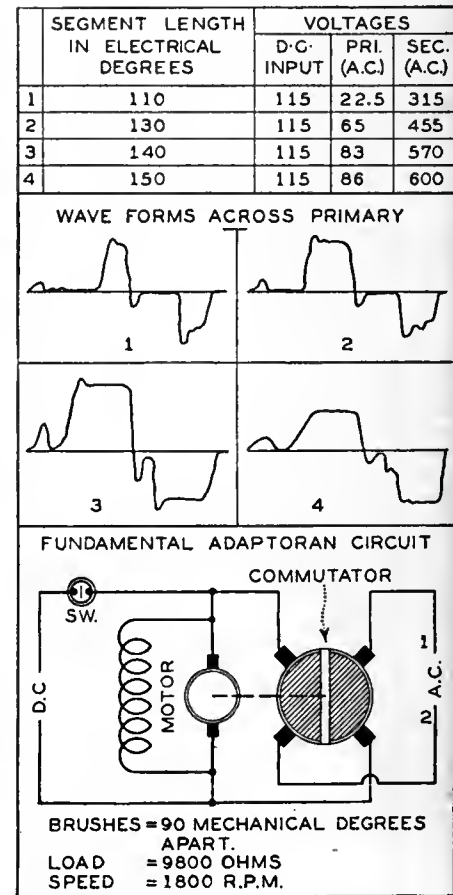 SEGMENT LENGTH IN ELECTRICAL DEGREES VOLTAGES
D.C. INPUT PRI. (A.C.) SEC. (A.C.)
1 110 115 22.5 315
2 130 115 65 455
3 140 115 83 570
4 150 115 86 600
WAVE FORMS ACROSS PRIMARY
1 2
3 4
FUNDAMENTAL ADAPTORAN CIRCUIT
COMMUTATOR
SW.
D.C
MOTOR
1
2
A.C.
BRUSHES = 90 MECHANICAL DEGREES
APART.
LOAD = 9800 OHMS
SPEED = 1800 R.P.M.